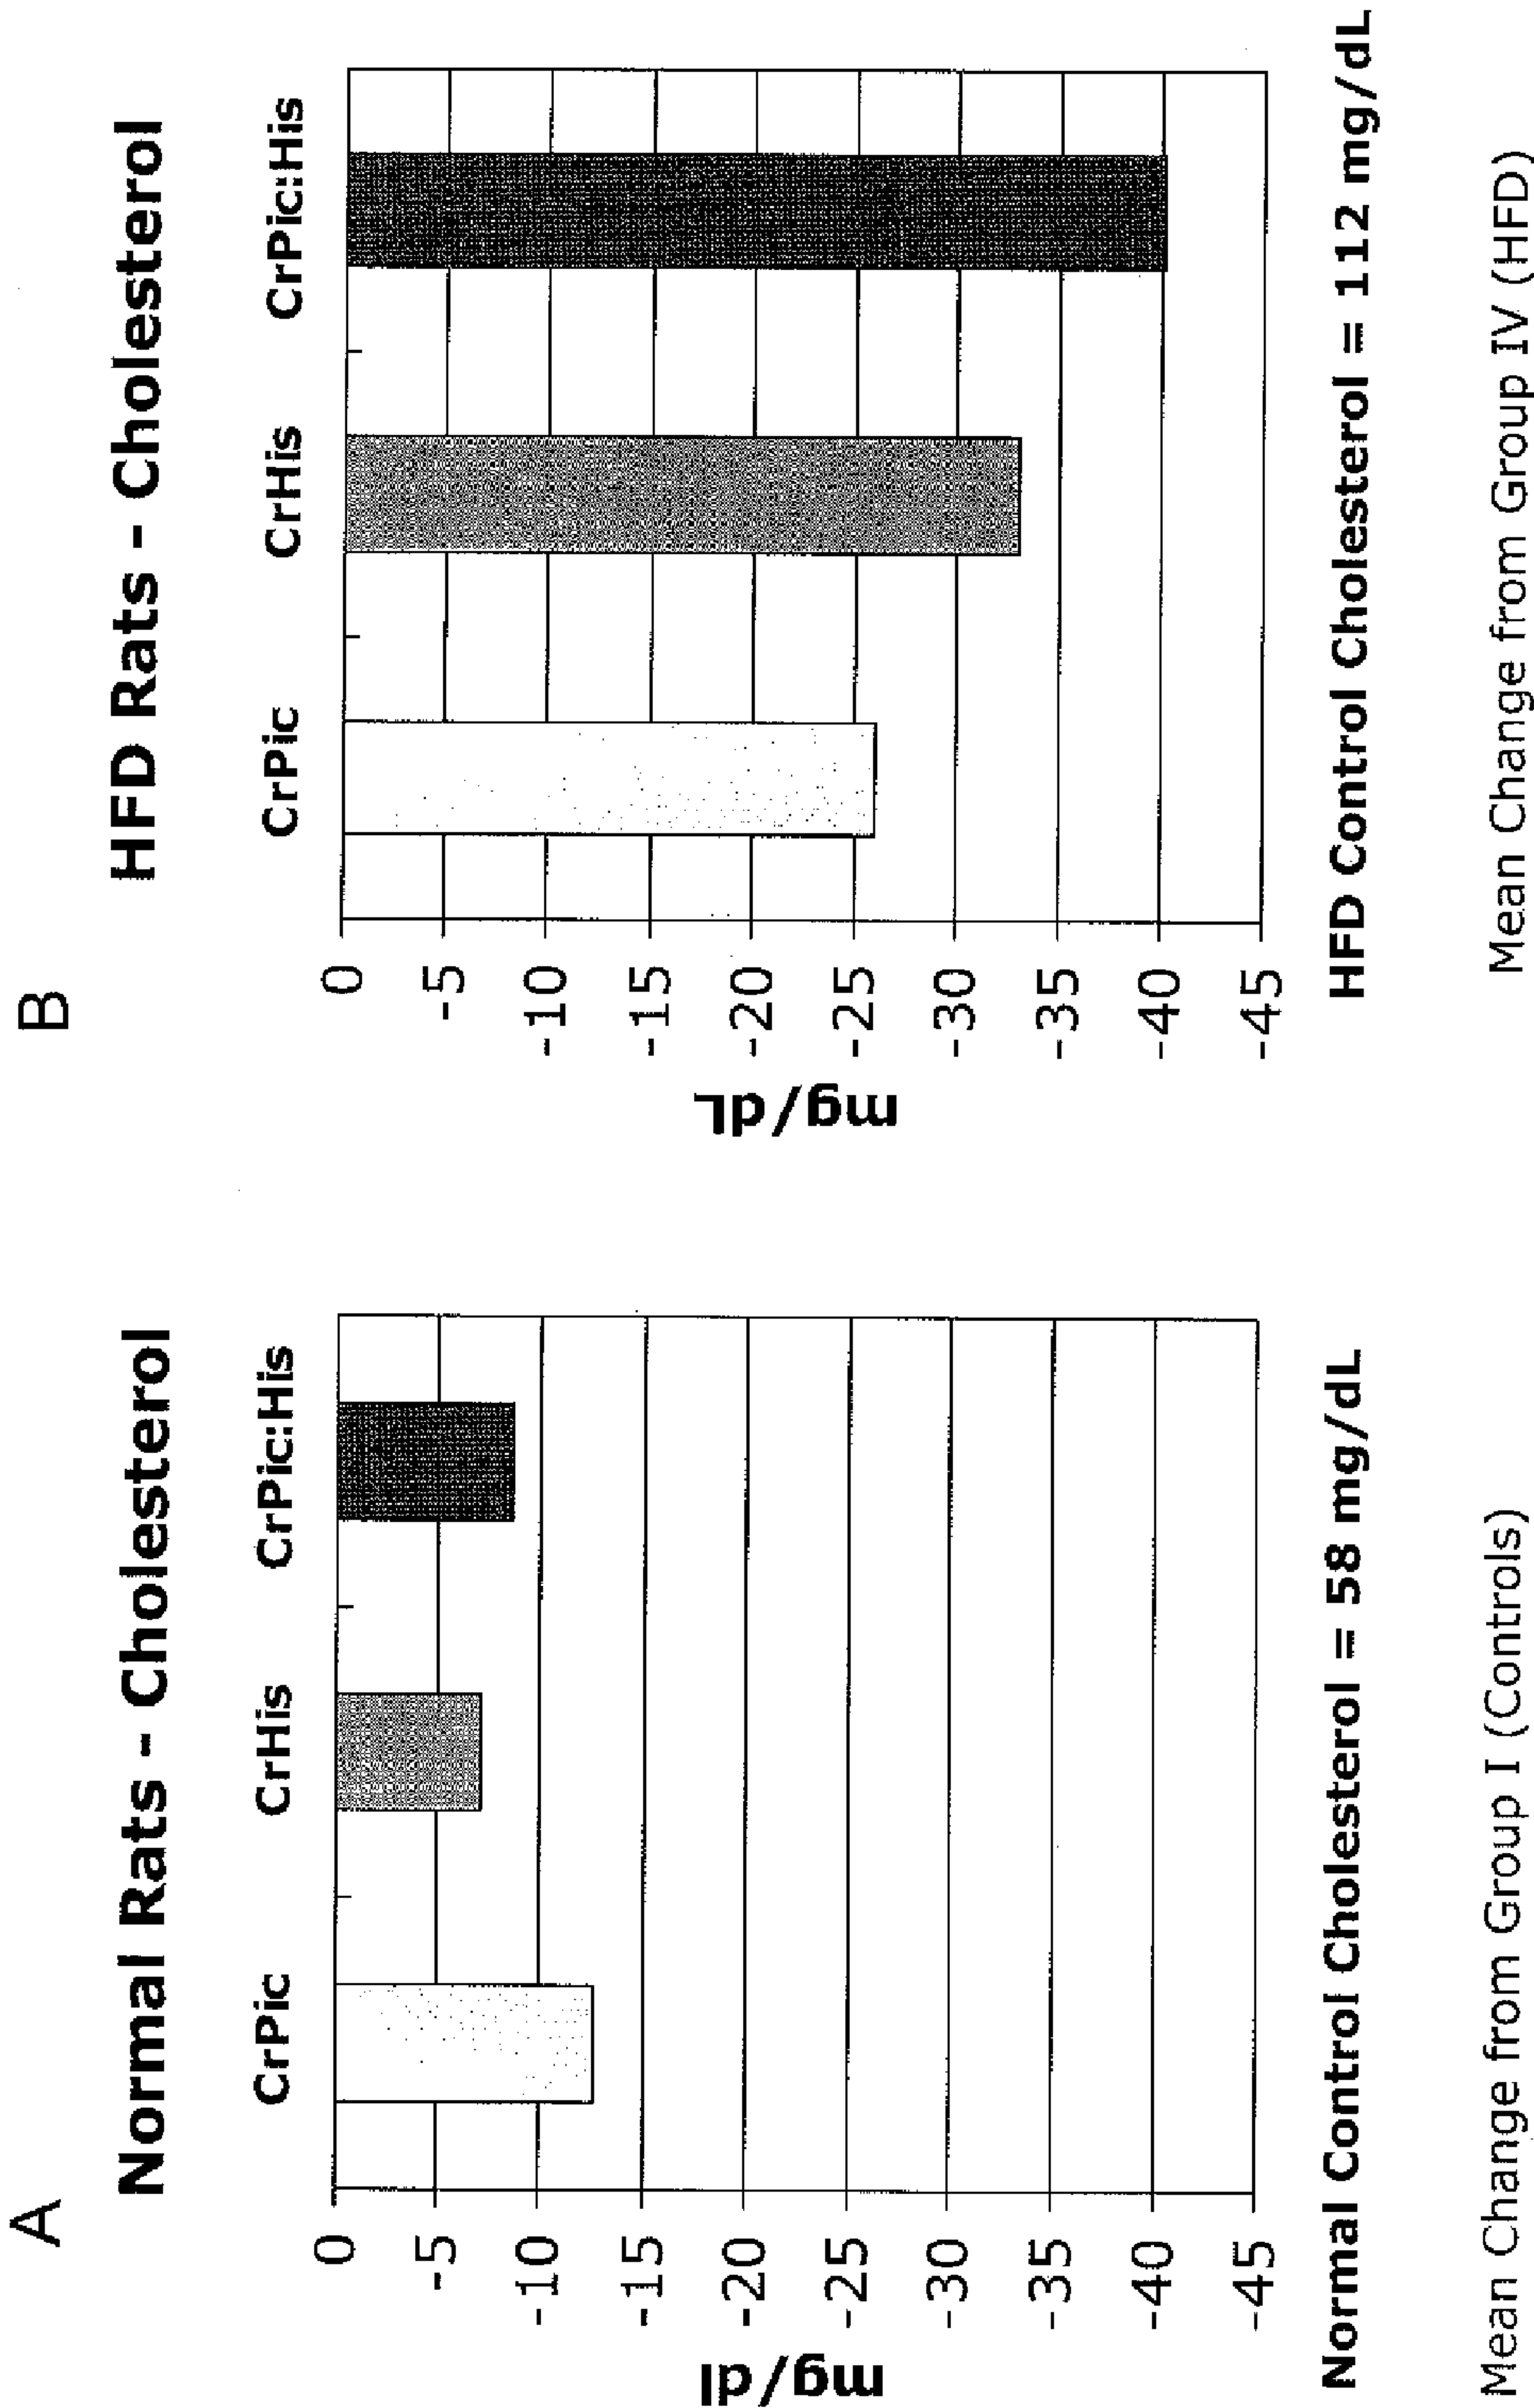 A
Normal Rats - Cholesterol
CrPic CrHis CrPic:His
0
-5
-10
-15
-20
-25
-30
-35
-40
-45
mg/dl
Normal Control Cholesterol = 58 mg/dL
Mean Change from Group I (Controls)
B
HFD Rats - Cholesterol
CrPic CrHis CrPic:His
0
-5
-10
-15
-20
-25
-30
-35
-40
-45
mg/dL
HFD Control Cholesterol = 112 mg/dL
Mean Change from Group IV (HFD)